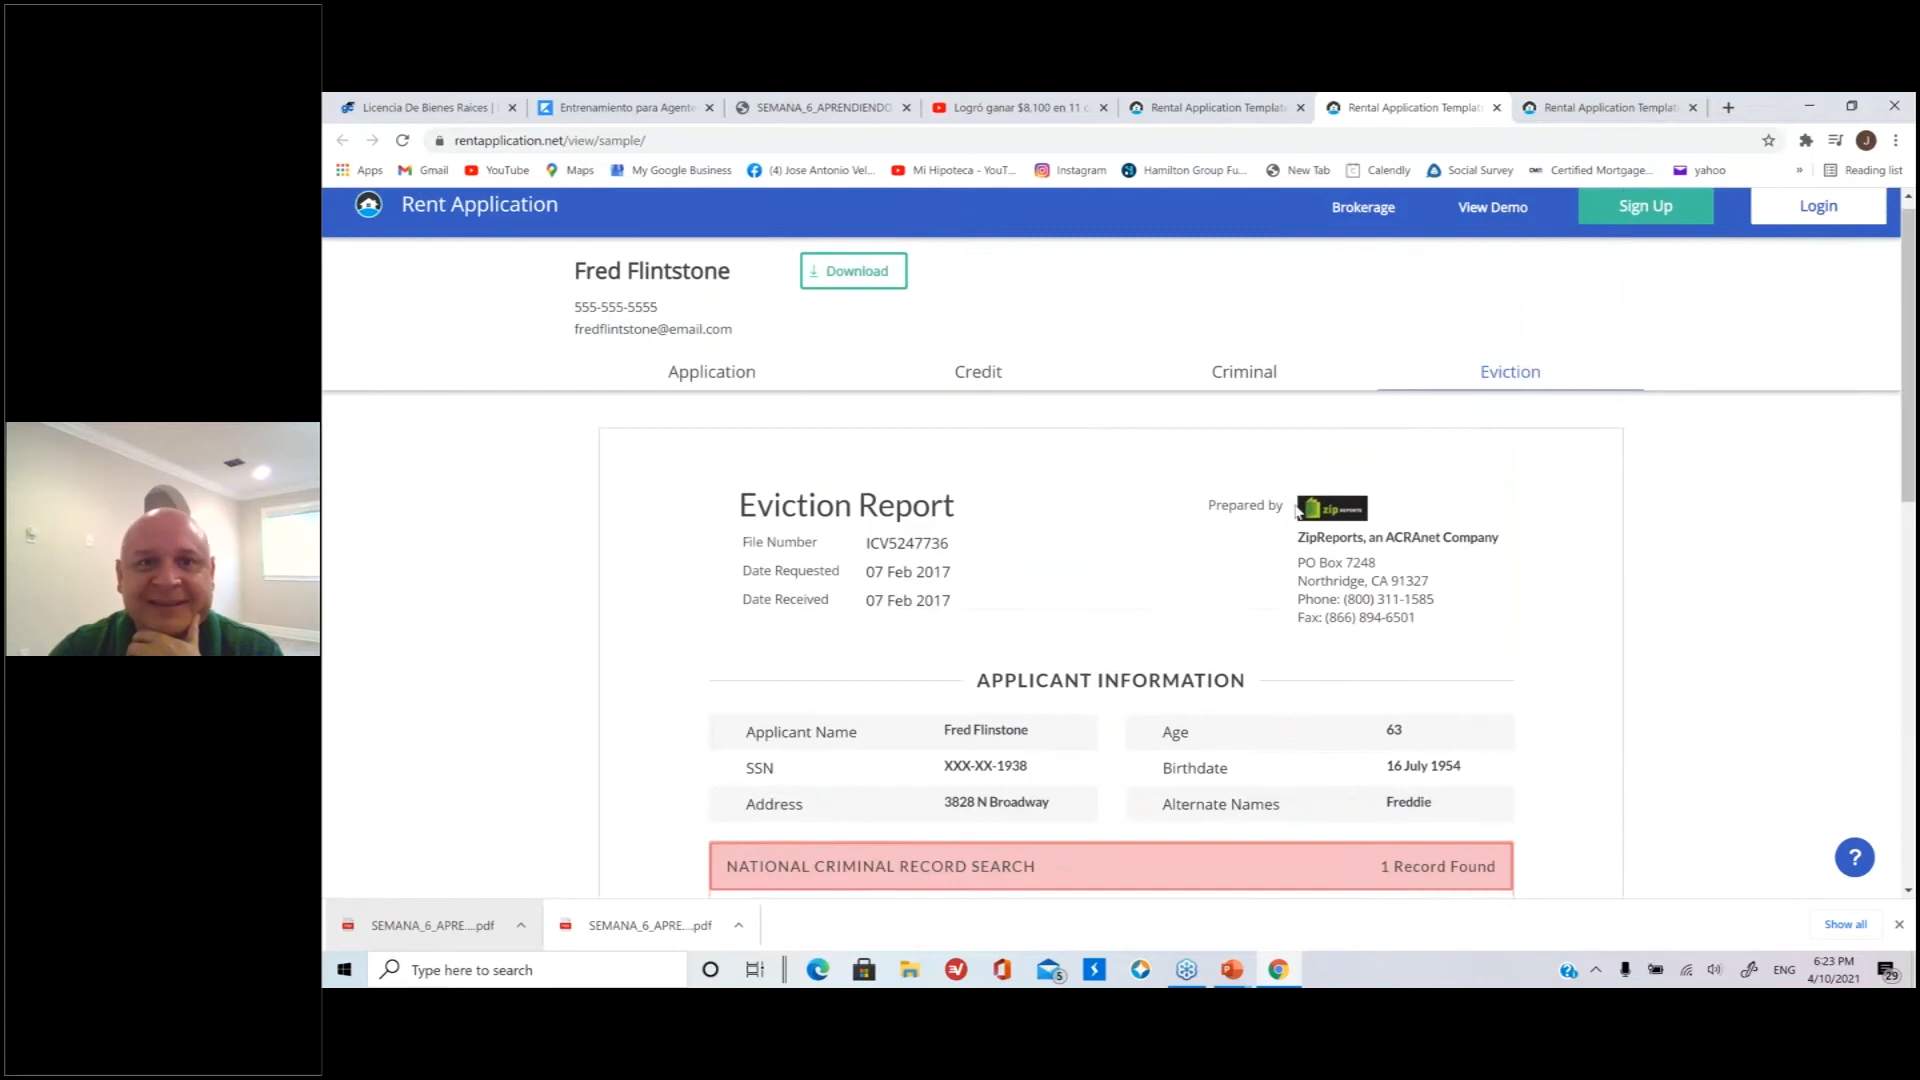 Licencia De Bienes Raices |
Entrenamiento para Agente
SEMANA_6_APRENDIENDO
Logró ganar $8,100 en 11
Rental Application Templat
Rental Application Templat
Rental Application Templat
rentapplication.net/view/sample/
J
Apps
Gmail
YouTube
Maps
My Google Business
(4) Jose Antonio Vel...
Mi Hipoteca - YouT...
Instagram
Hamilton Group Fu...
New Tab
Calendly
Social Survey
Certified Mortgage...
yahoo
»
Reading list
Rent Application
Brokerage
View Demo
Sign Up
Login
Fred Flintstone
Download
555-555-5555
fredflintstone@email.com
Application
Credit
Criminal
Eviction
Eviction Report
File Number ICV5247736
Date Requested 07 Feb 2017
Date Received 07 Feb 2017
Prepared by
zip REPORTS
ZipReports, an ACRAnet Company
PO Box 7248
Northridge, CA 91327
Phone: (800) 311-1585
Fax: (866) 894-6501
APPLICANT INFORMATION
Applicant Name Fred Flinstone
Age 63
SSN XXX-XX-1938
Birthdate 16 July 1954
Address 3828 N Broadway
Alternate Names Freddie
NATIONAL CRIMINAL RECORD SEARCH 1 Record Found
?
SEMANA_6_APRE....pdf
SEMANA_6_APRE....pdf
Show all
Type here to search
5
ENG
6:23 PM
4/10/2021
29